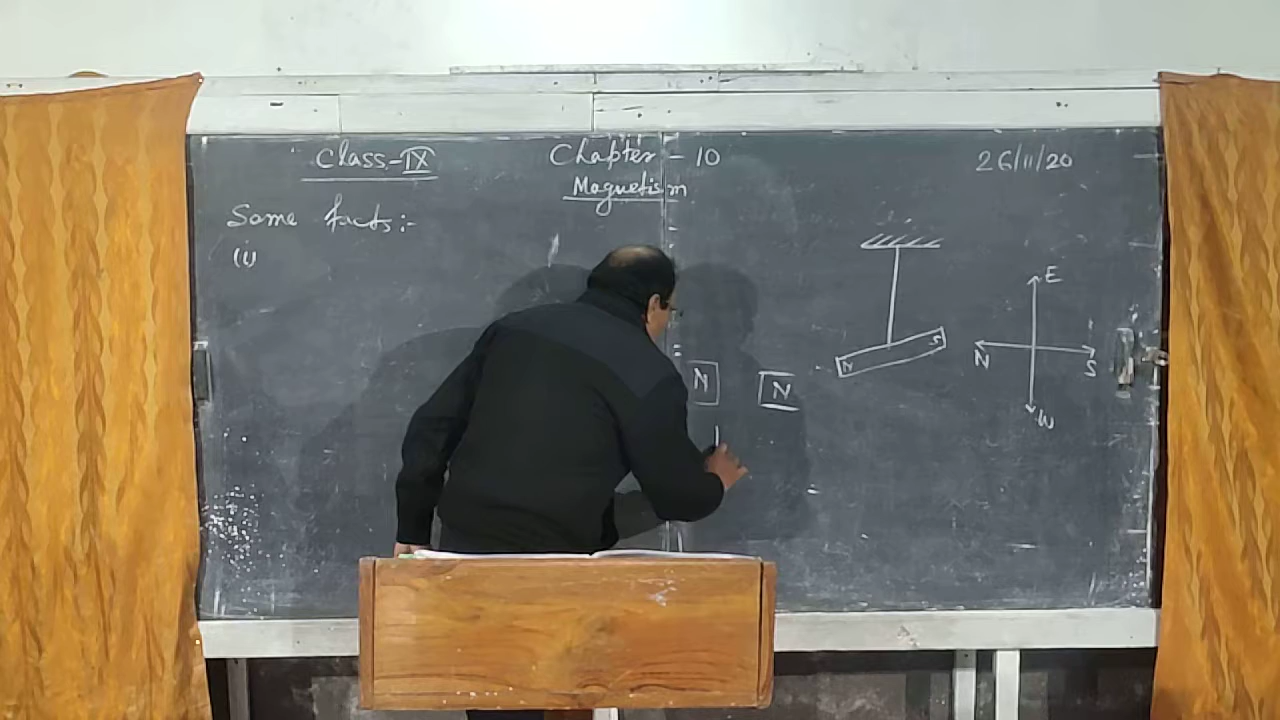 Class-IX
Chapter - 10
26/11/20
Magnetism
Some facts:-
(i)
N
N
N
S
E
N
S
W